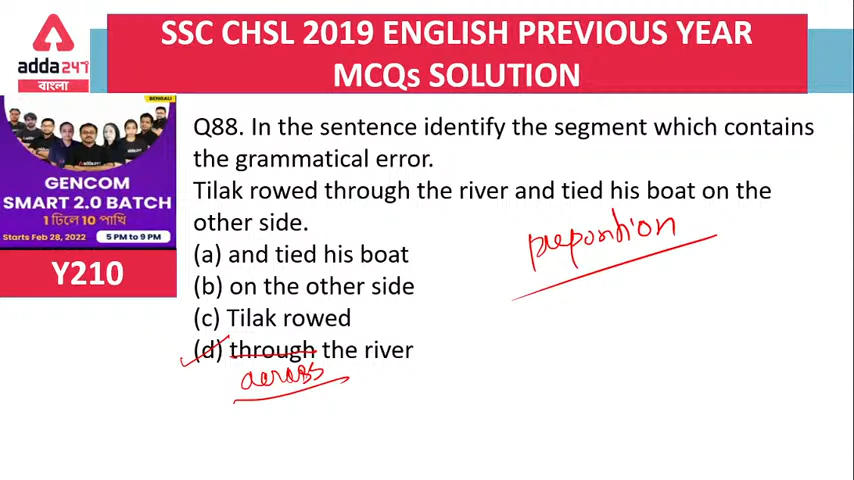 SSC CHSL 2019 ENGLISH PREVIOUS YEAR
MCQs SOLUTION
adda247
বাংলা
BENGALI
GENCOM
SMART 2.0 BATCH
1 ঢিলে 10 পাখি
Starts Feb 28, 2022
5 PM to 9 PM
Y210
Q88. In the sentence identify the segment which contains
the grammatical error.
Tilak rowed through the river and tied his boat on the
other side.
preposition
(a) and tied his boat
(b) on the other side
(c) Tilak rowed
(d) through the river
across